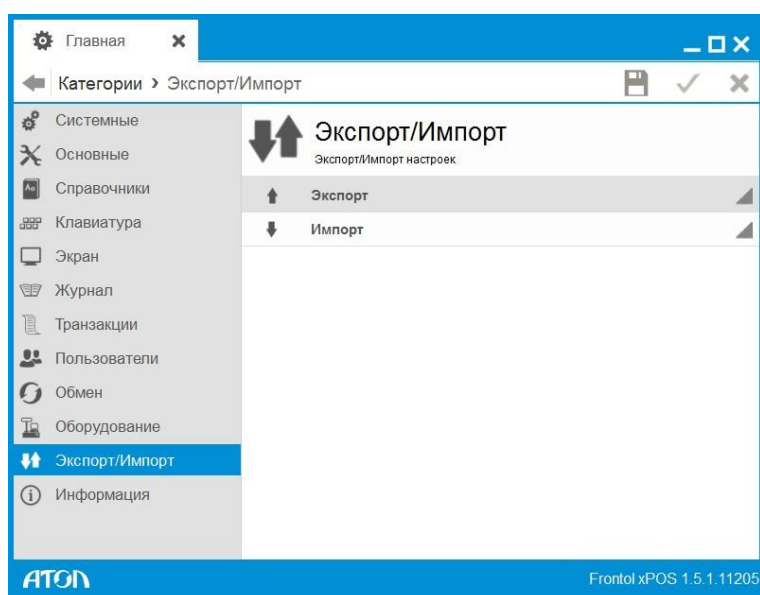 Главная
Категории > Экспорт/Импорт
Системные
Основные
Справочники
Клавиатура
Экран
Журнал
Транзакции
Пользователи
Обмен
Оборудование
Экспорт/Импорт
Информация
Экспорт/Импорт
Экспорт/Импорт настроек
Экспорт
Импорт
ATOL
Frontol xPOS 1.5.1.11205